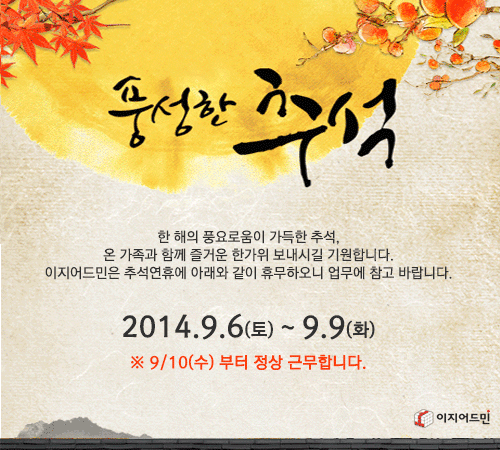 풍성한 추석
한 해의 풍요로움이 가득한 추석,
온 가족과 함께 즐거운 한가위 보내시길 기원합니다.
이지어드민은 추석연휴에 아래와 같이 휴무하오니 업무에 참고 바랍니다.
2014.9.6(토) ~ 9.9(화)
※ 9/10(수) 부터 정상 근무합니다.
이지어드민